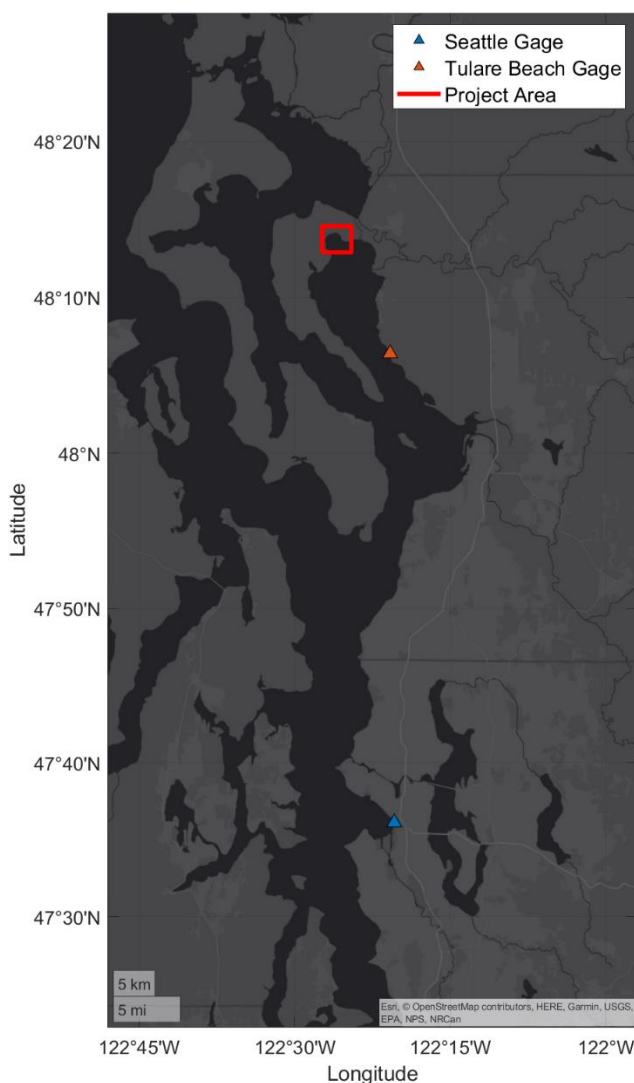 Seattle Gage
Tulare Beach Gage
Project Area
48°20'N
48°10'N
48°N
47°50'N
47°40'N
47°30'N
Latitude
5 km
5 mi
Esri, © OpenStreetMap contributors, HERE, Garmin, USGS,
EPA, NPS, NRCan
122°45'W
122°30'W
122°15'W
122°W
Longitude